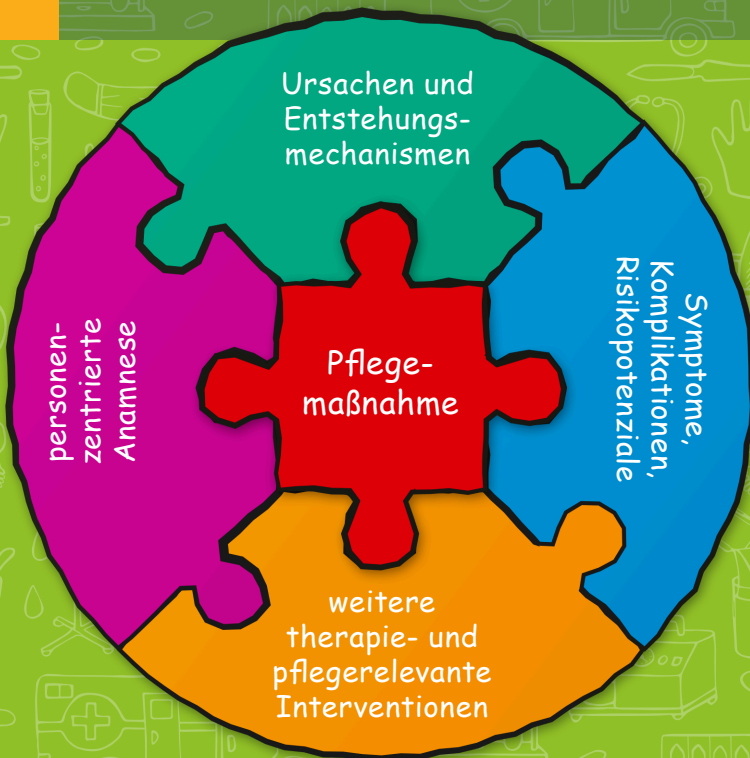 Ursachen und
Entstehungs-
mechanismen
personen-
zentrierte
Anamnese
Pflege-
maßnahme
Symptome,
Komplikationen,
Risikopotenziale
weitere
therapie- und
pflegerelevante
Interventionen